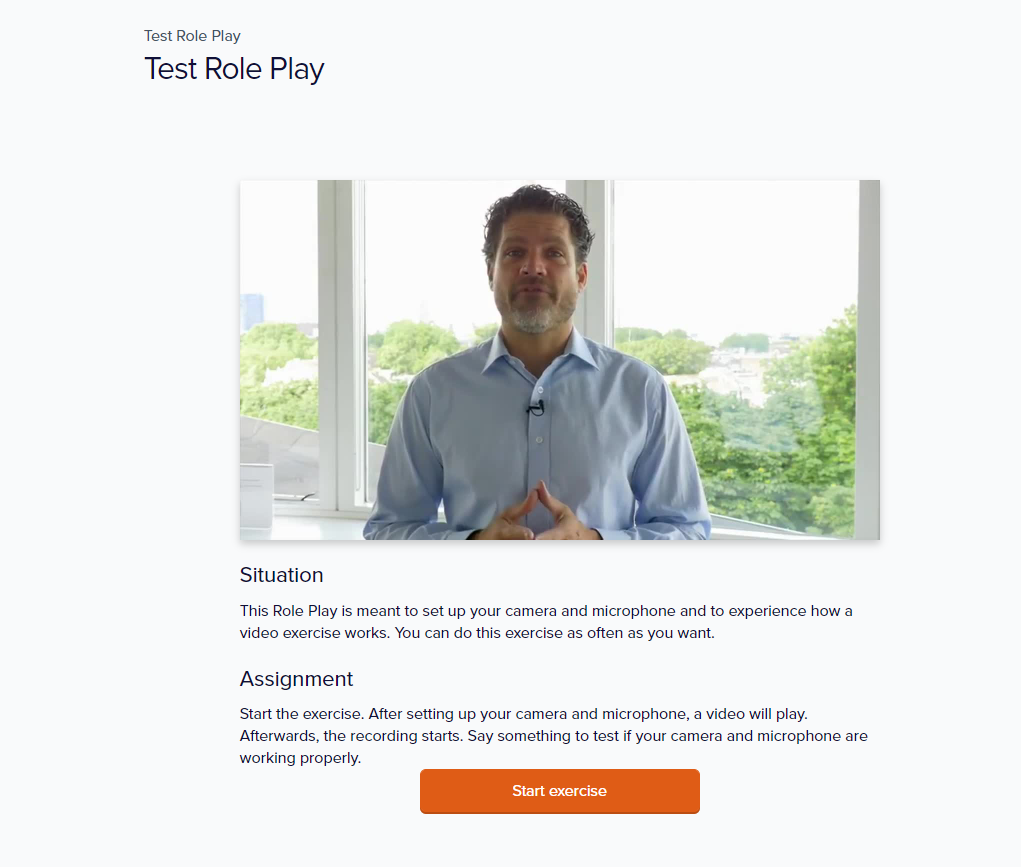 Test Role Play
Test Role Play
Situation
This Role Play is meant to set up your camera and microphone and to experience how a
video exercise works. You can do this exercise as often as you want.
Assignment
Start the exercise. After setting up your camera and microphone, a video will play.
Afterwards, the recording starts. Say something to test if your camera and microphone are
working properly.
Start exercise